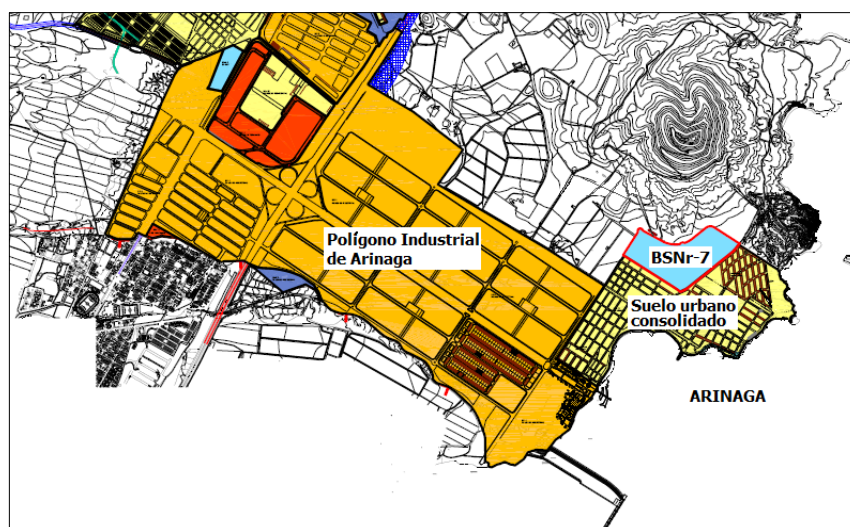 Polígono Industrial
de Arinaga
BSNr-7
Suelo urbano
consolidado
ARINAGA